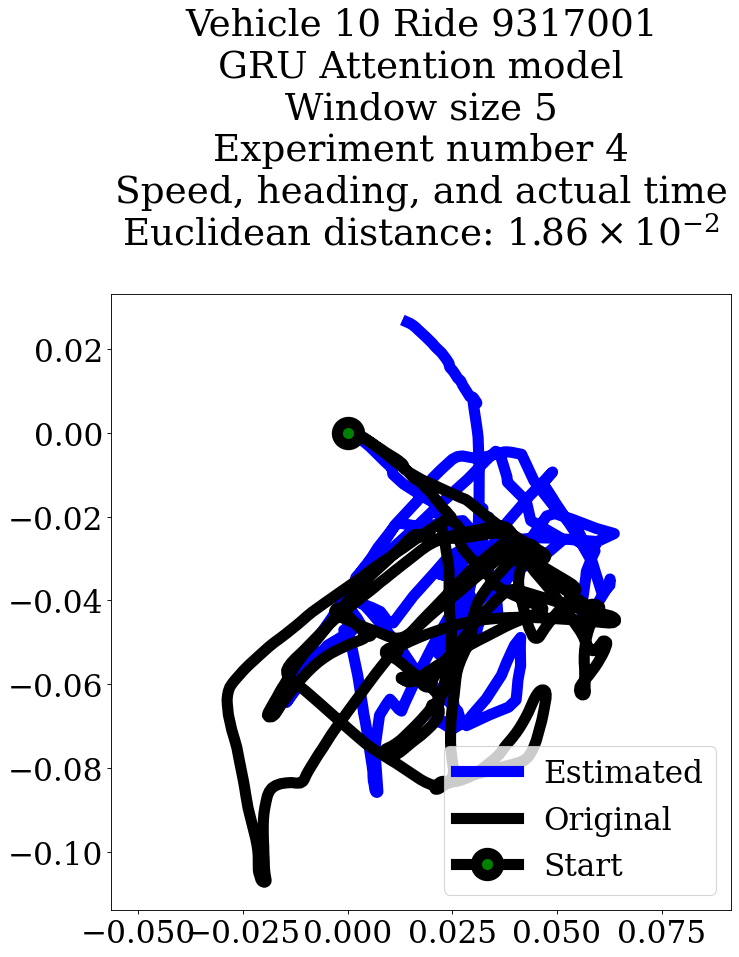 Vehicle 10 Ride 9317001
GRU Attention model
Window size 5
Experiment number 4
Speed, heading, and actual time
Euclidean distance: 1.86 × 10⁻²
0.02
0.00
−0.02
−0.04
−0.06
−0.08
−0.10
Estimated
Original
Start
−0.050 −0.025 0.000 0.025 0.050 0.075